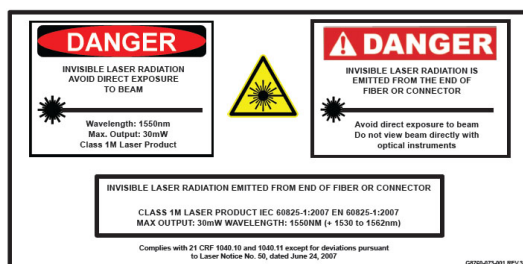 DANGER
INVISIBLE LASER RADIATION
AVOID DIRECT EXPOSURE
TO BEAM
Wavelength: 1550nm
Max. Output: 30mW
Class 1M Laser Product
DANGER
INVISIBLE LASER RADIATION IS
EMITTED FROM THE END OF
FIBER OR CONNECTOR
Avoid direct exposure to beam
Do not view beam directly with
optical instruments
INVISIBLE LASER RADIATION EMITTED FROM END OF FIBER OR CONNECTOR
CLASS 1M LASER PRODUCT IEC 60825-1:2007 EN 60825-1:2007
MAX OUTPUT: 30mW WAVELENGTH: 1550NM (+ 1530 to 1562nm)
Complies with 21 CRF 1040.10 and 1040.11 except for deviations pursuant
to Laser Notice No. 50, dated June 24, 2007